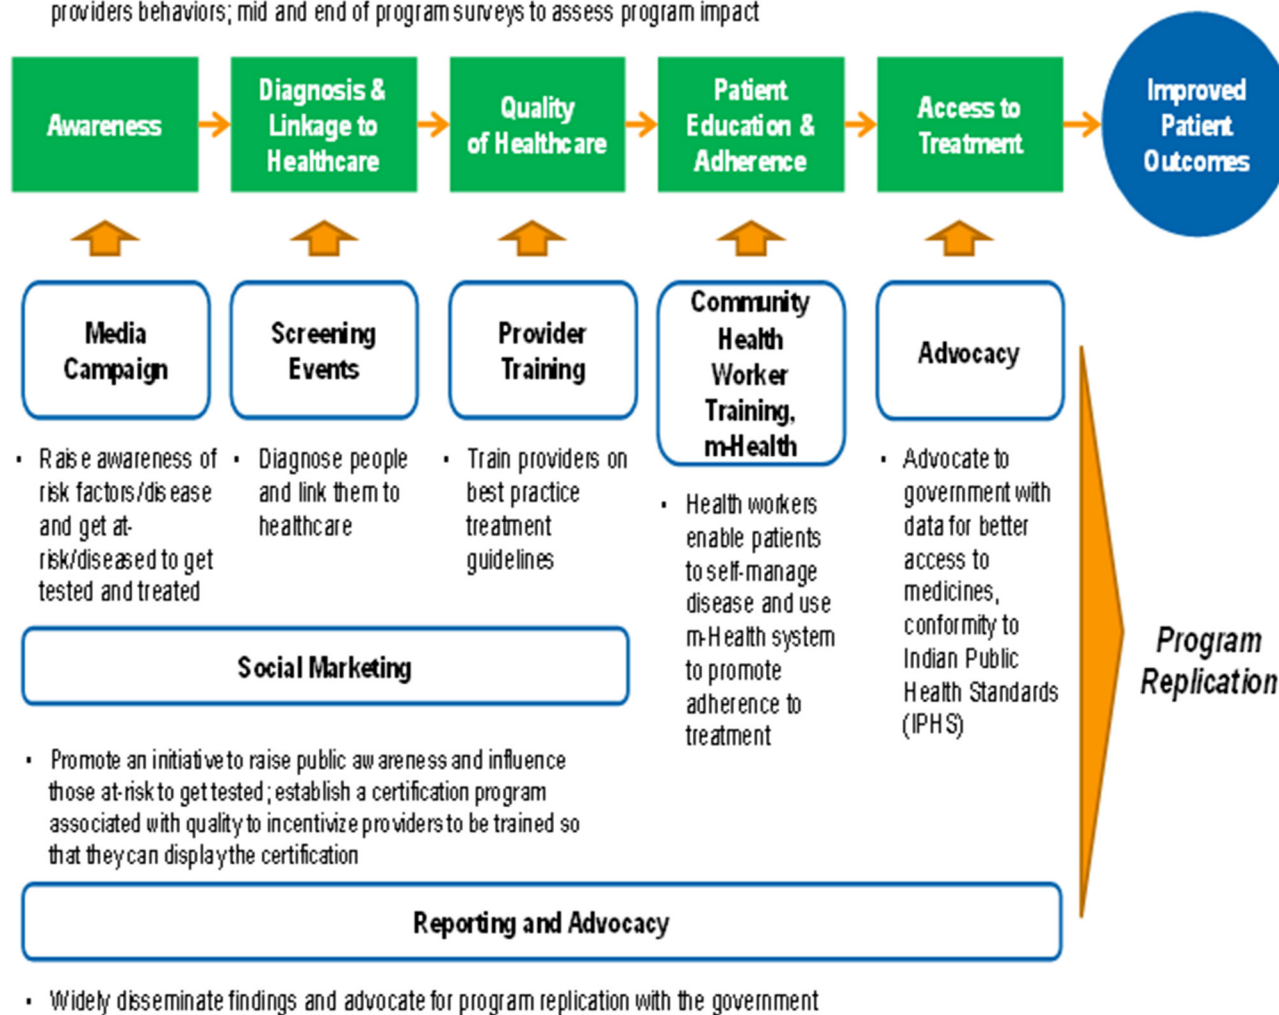 providers behaviors; mid and end of program surveys to assess program impact
Awareness
Diagnosis &
Linkage to
Healthcare
Quality
of Healthcare
Patient
Education &
Adherence
Access to
Treatment
Improved
Patient
Outcomes
Media
Campaign
Screening
Events
Provider
Training
Community
Health
Worker
Training,
m-Health
Advocacy
▪ Raise awareness of
risk factors/disease
and get at-
risk/diseased to get
tested and treated
▪ Diagnose people
and link them to
healthcare
▪ Train providers on
best practice
treatment
guidelines
▪ Health workers
enable patients
to self-manage
disease and use
m-Health system
to promote
adherence to
treatment
▪ Advocate to
government with
data for better
access to
medicines,
conformity to
Indian Public
Health Standards
(IPHS)
Social Marketing
▪ Promote an initiative to raise public awareness and influence
those at-risk to get tested; establish a certification program
associated with quality to incentivize providers to be trained so
that they can display the certification
Program
Replication
Reporting and Advocacy
▪ Widely disseminate findings and advocate for program replication with the government